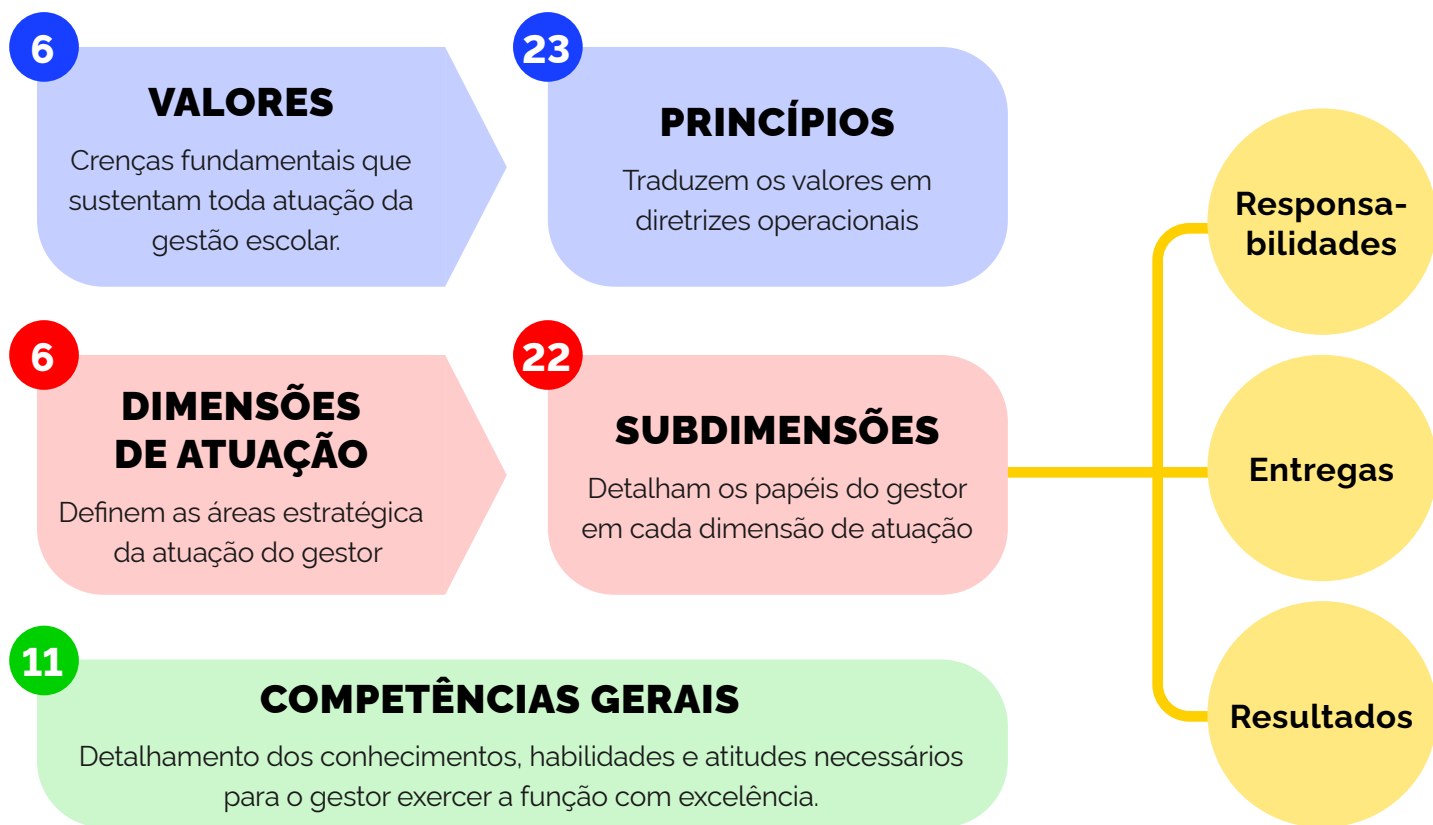 6
VALORES
Crenças fundamentais que
sustentam toda atuação da
gestão escolar.
23
PRINCÍPIOS
Traduzem os valores em
diretrizes operacionais
6
DIMENSÕES
DE ATUAÇÃO
Definem as áreas estratégica
da atuação do gestor
22
SUBDIMENSÕES
Detalham os papéis do gestor
em cada dimensão de atuação
11
COMPETÊNCIAS GERAIS
Detalhamento dos conhecimentos, habilidades e atitudes necessários
para o gestor exercer a função com excelência.
Responsa-
bilidades
Entregas
Resultados